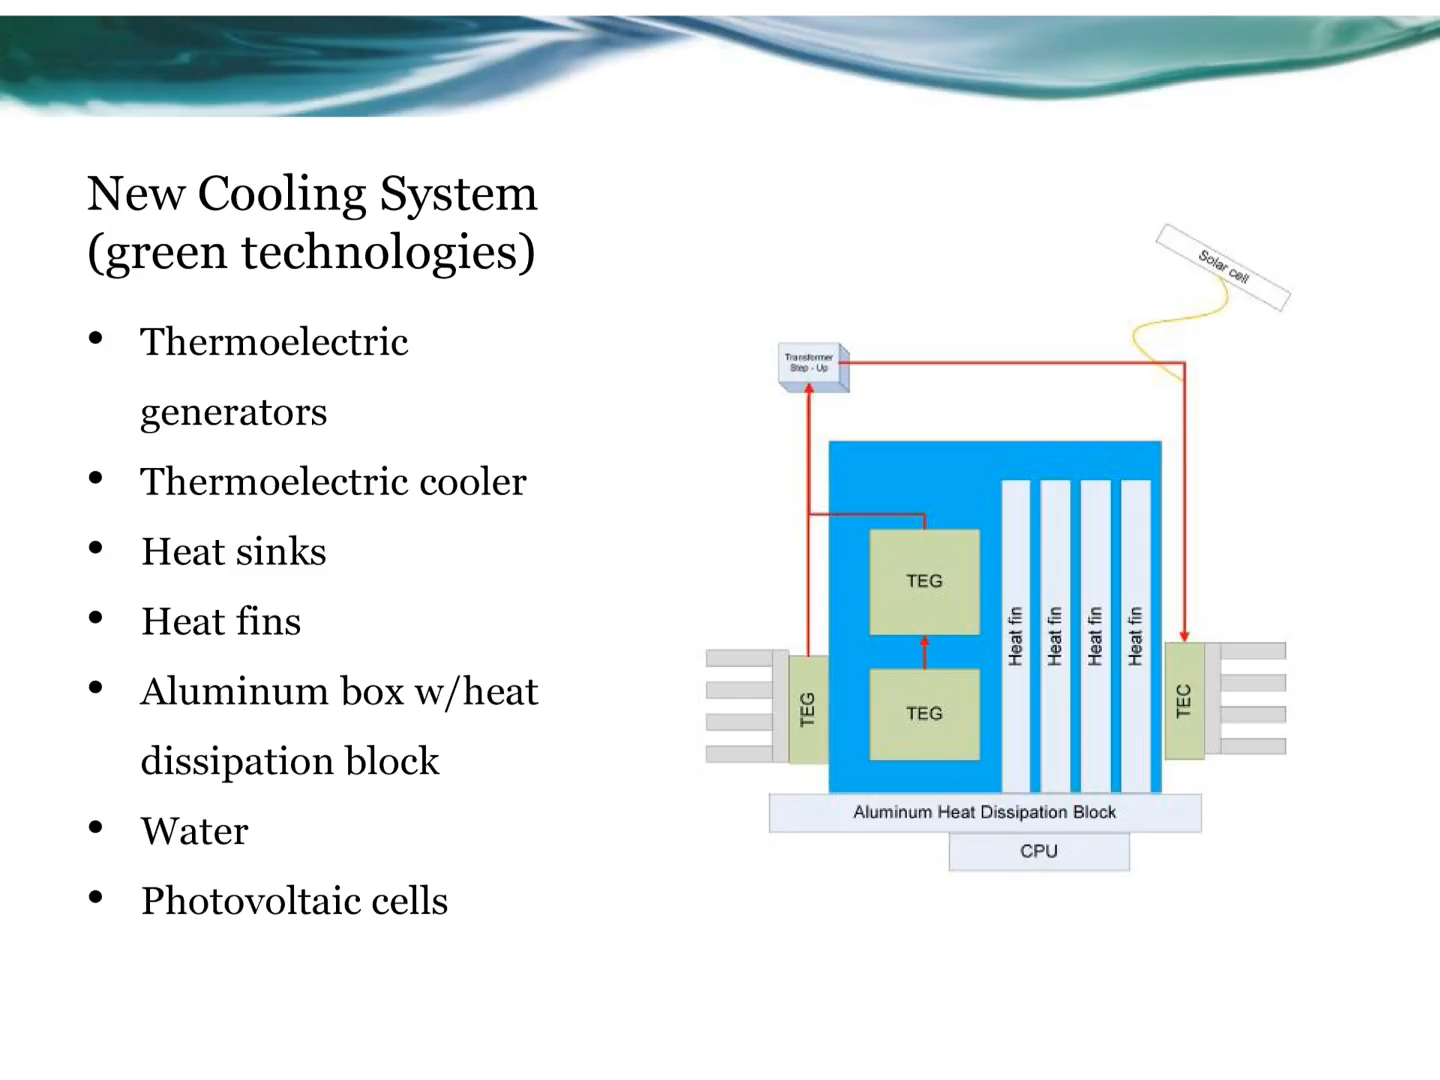 New Cooling System
(green technologies)
• Thermoelectric
generators
• Thermoelectric cooler
• Heat sinks
• Heat fins
• Aluminum box w/heat
dissipation block
• Water
• Photovoltaic cells
Solar cell
Transformer
Step - Up
TEG
TEG
TEG
Heat fin
Heat fin
Heat fin
Heat fin
TEC
Aluminum Heat Dissipation Block
CPU